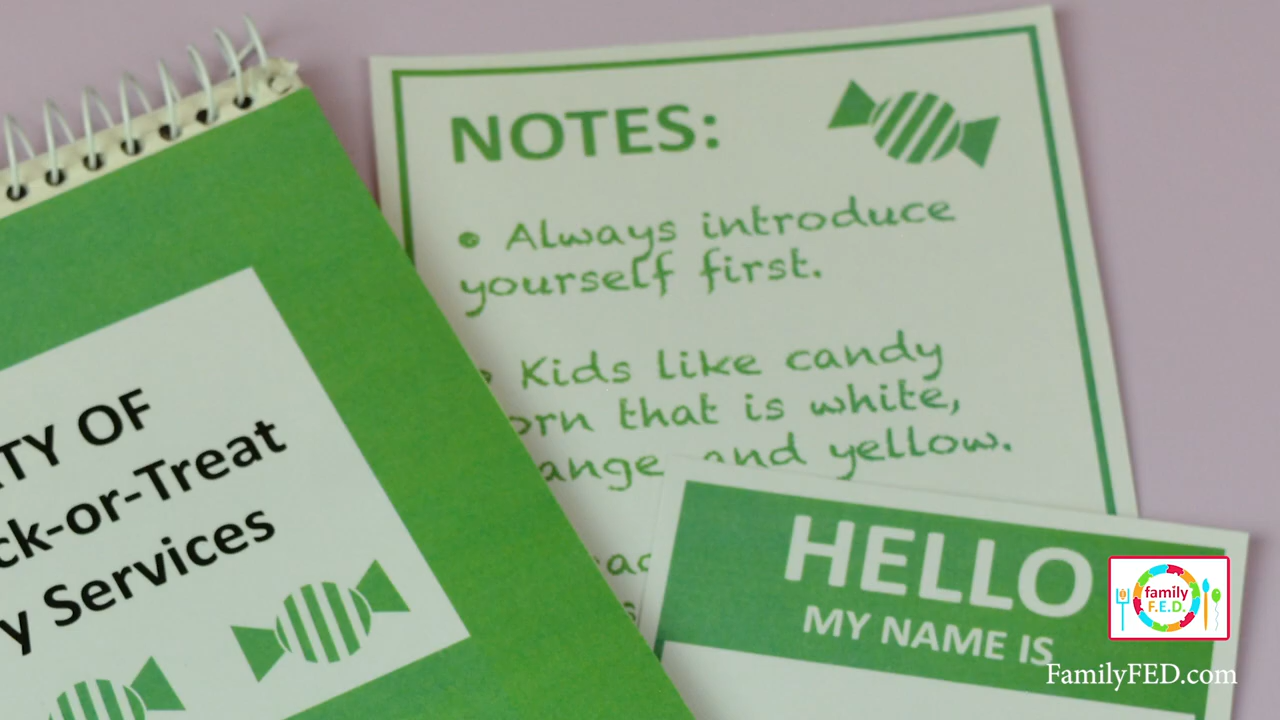 TY OF
ck-or-Treat
y Services
NOTES:
• Always introduce
yourself first.
Kids like candy
orn that is white,
ange and yellow.
HELLO
MY NAME IS
family
F.E.D.
FamilyFED.com